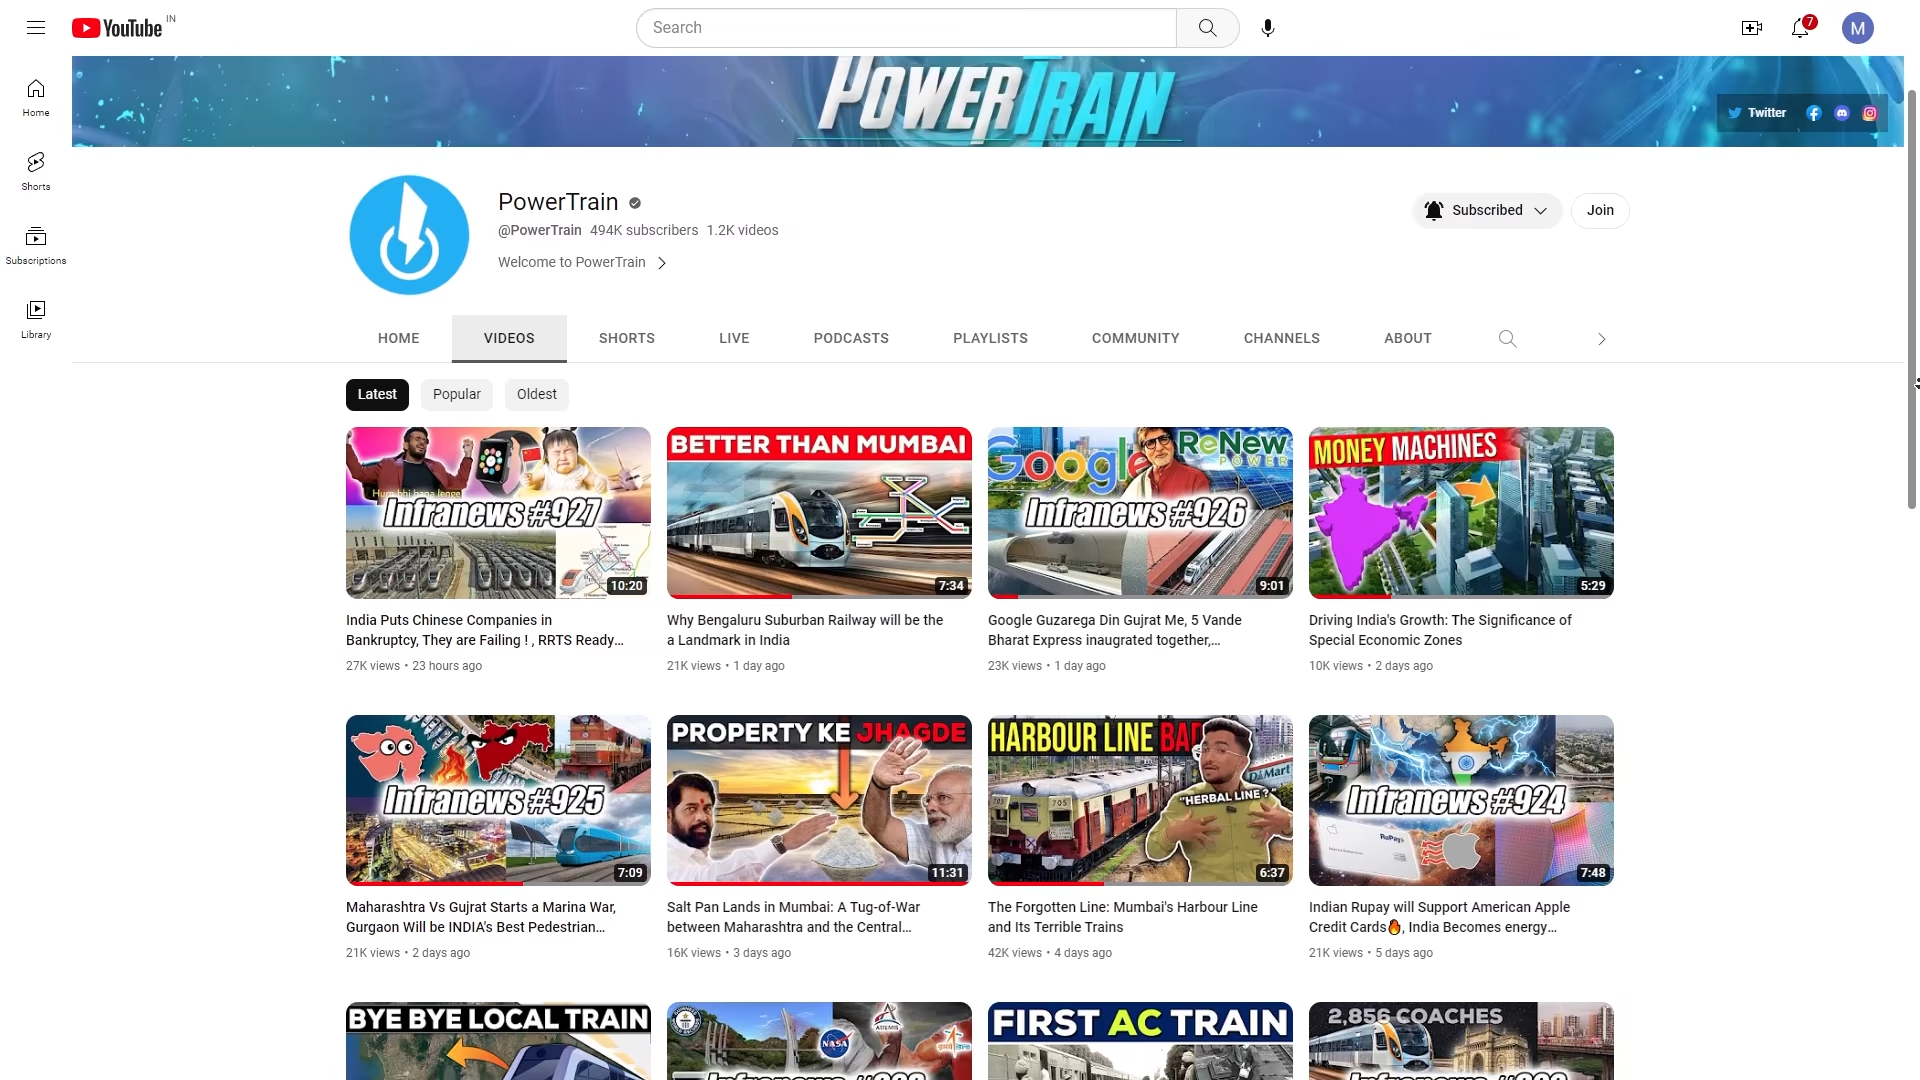 YouTube IN
Search
7
M
Home
Shorts
Subscriptions
Library
POWERTRAIN
Twitter
PowerTrain
@PowerTrain 494K subscribers 1.2K videos
Welcome to PowerTrain
Subscribed
Join
HOME VIDEOS SHORTS LIVE PODCASTS PLAYLISTS COMMUNITY CHANNELS ABOUT
Latest Popular Oldest
Hum bhi bana lenge
Infranews #927
10:20
India Puts Chinese Companies in
Bankruptcy, They are Failing ! , RRTS Ready...
27K views • 23 hours ago
BETTER THAN MUMBAI
7:34
Why Bengaluru Suburban Railway will be the
a Landmark in India
21K views • 1 day ago
Google
ReNew
POWER
Infranews #926
9:01
Google Guzarega Din Gujrat Me, 5 Vande
Bharat Express inaugrated together,...
23K views • 1 day ago
MONEY MACHINES
5:29
Driving India's Growth: The Significance of
Special Economic Zones
10K views • 2 days ago
Infranews #925
7:09
Maharashtra Vs Gujrat Starts a Marina War,
Gurgaon Will be INDIA's Best Pedestrian...
21K views • 2 days ago
PROPERTY KE JHAGDE
11:31
Salt Pan Lands in Mumbai: A Tug-of-War
between Maharashtra and the Central...
16K views • 3 days ago
HARBOUR LINE BAD
DMart
705
705
"HERBAL LINE ?"
6:37
The Forgotten Line: Mumbai's Harbour Line
and Its Terrible Trains
42K views • 4 days ago
Infranews #924
RuPay
7:48
Indian Rupay will Support American Apple
Credit Cards🔥, India Becomes energy...
21K views • 5 days ago
BYE BYE LOCAL TRAIN
NASA
ARTEMIS
FIRST AC TRAIN
2,856 COACHES